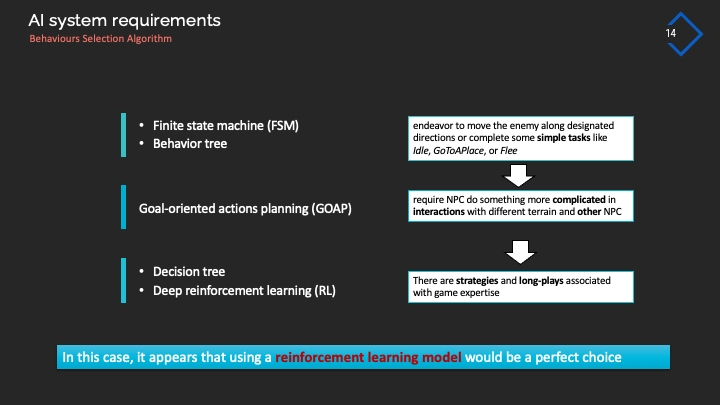 AI system requirements
Behaviours Selection Algorithm
14
• Finite state machine (FSM)
• Behavior tree
endeavor to move the enemy along designated
directions or complete some simple tasks like
Idle, GoToAPlace, or Flee
Goal-oriented actions planning (GOAP)
require NPC do something more complicated in
interactions with different terrain and other NPC
• Decision tree
• Deep reinforcement learning (RL)
There are strategies and long-plays associated
with game expertise
In this case, it appears that using a reinforcement learning model would be a perfect choice